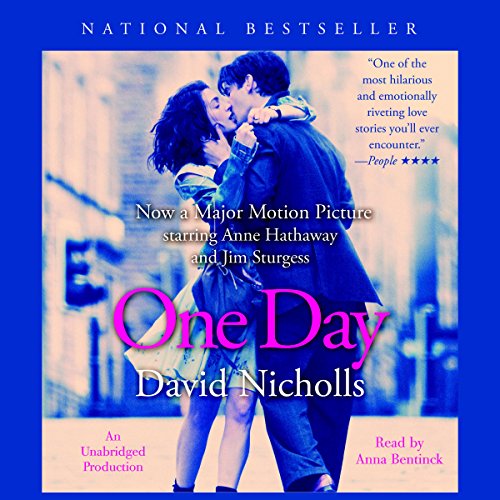 NATIONAL BESTSELLER
“One of the
most hilarious
and emotionally
riveting love
stories you’ll ever
encounter.”
—People ★★★★
Now a Major Motion Picture
starring Anne Hathaway
and Jim Sturgess
One Day
David Nicholls
An
Unabridged
Production
Read by
Anna Bentinck